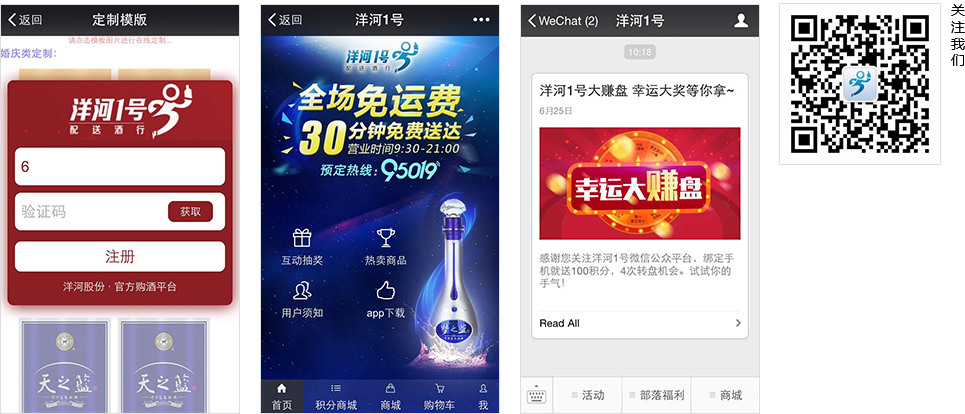 返回
定制模版
请点击模板图片进行在线定制...
婚庆类定制：
洋河1号
配送酒行
6
验证码
获取
注册
洋河股份 · 官方购酒平台
天之蓝
天之蓝
返回
洋河1号
洋河1号
配送酒行
全场免运费
30分钟免费送达
营业时间9:30-21:00
预定热线：95019
互动抽奖
热卖商品
用户须知
app下载
梦之蓝
首页
积分商城
商城
购物车
我
WeChat (2)
洋河1号
10:18
洋河1号大赚盘 幸运大奖等你拿~
6月25日
幸运大赚盘
感谢您关注洋河1号微信公众平台，绑定手
机就送100积分，4次转盘机会。试试你的
手气！
Read All
活动
部落福利
商城
关注我们